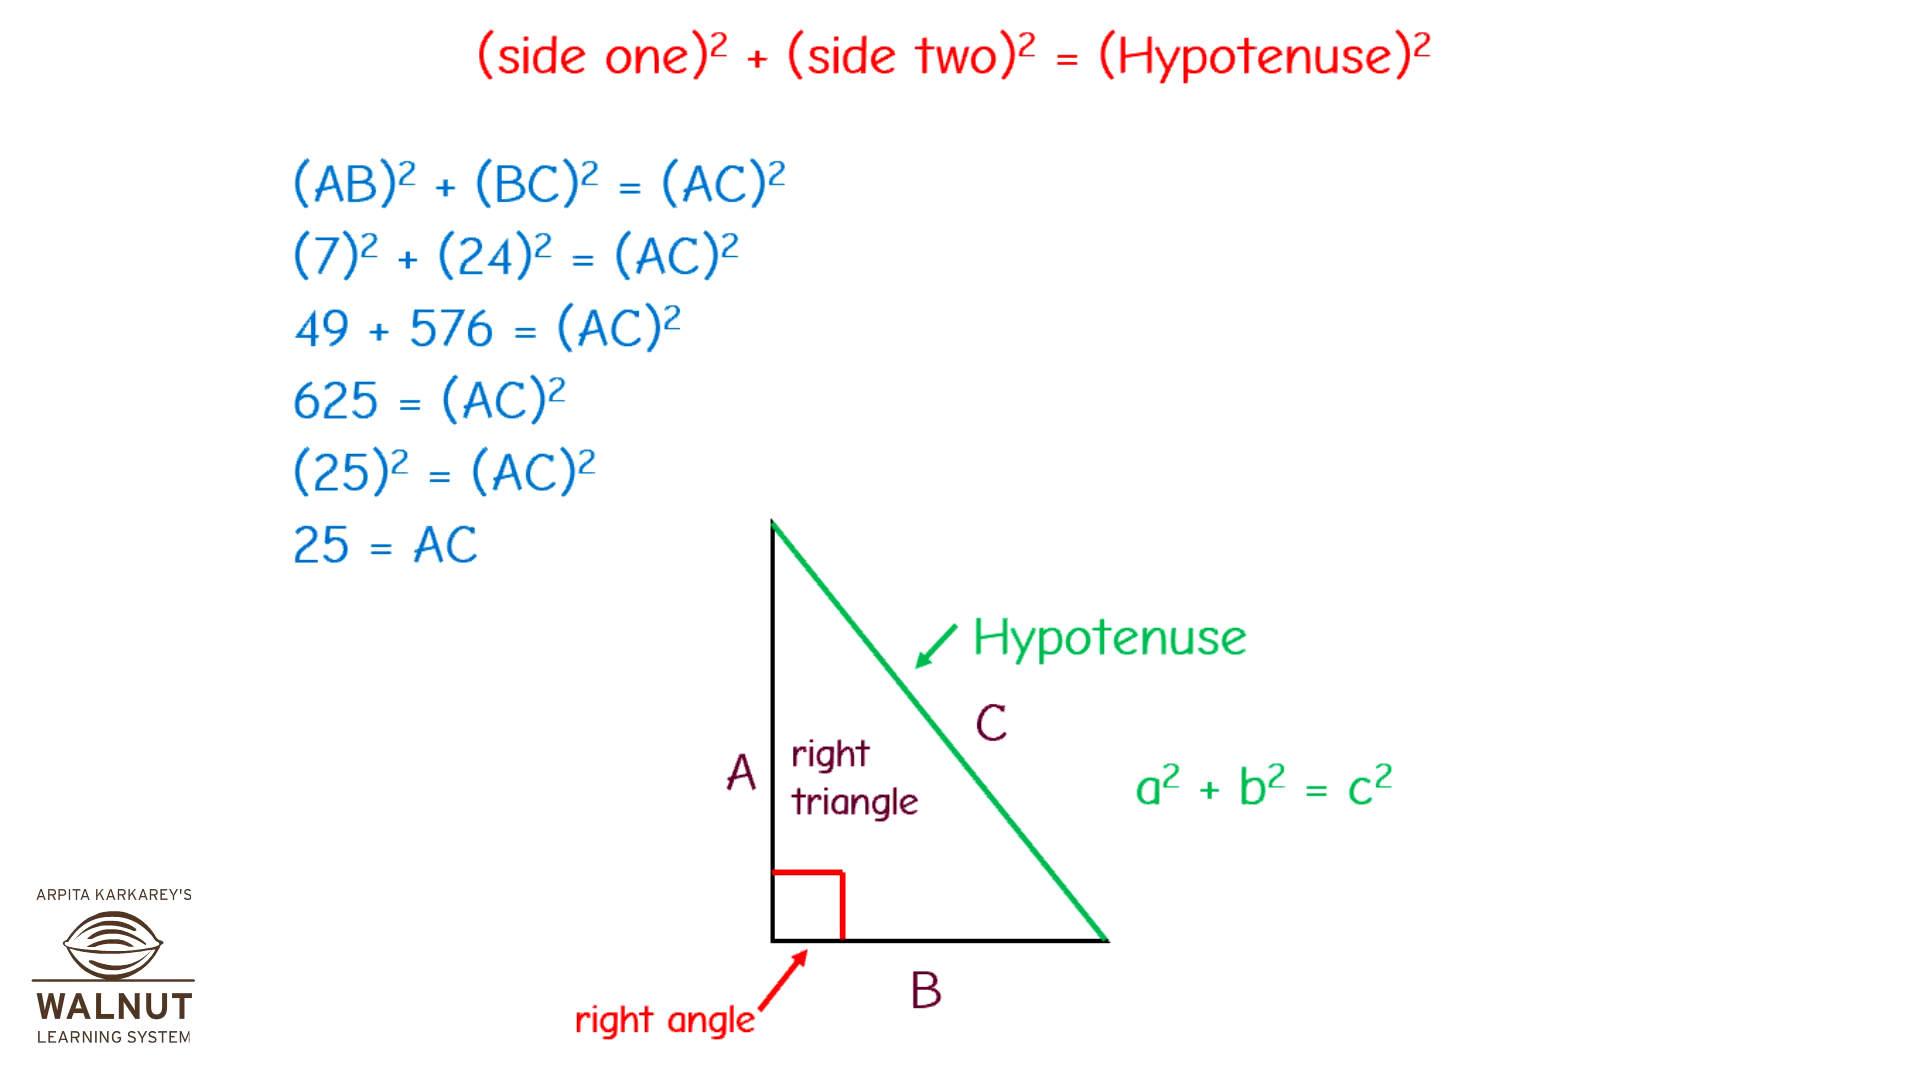 (side one)² + (side two)² = (Hypotenuse)²
(AB)² + (BC)² = (AC)²
(7)² + (24)² = (AC)²
49 + 576 = (AC)²
625 = (AC)²
(25)² = (AC)²
25 = AC
Hypotenuse
C
A
right
triangle
a² + b² = c²
B
right angle
ARPITA KARKAREY'S
WALNUT
LEARNING SYSTEM